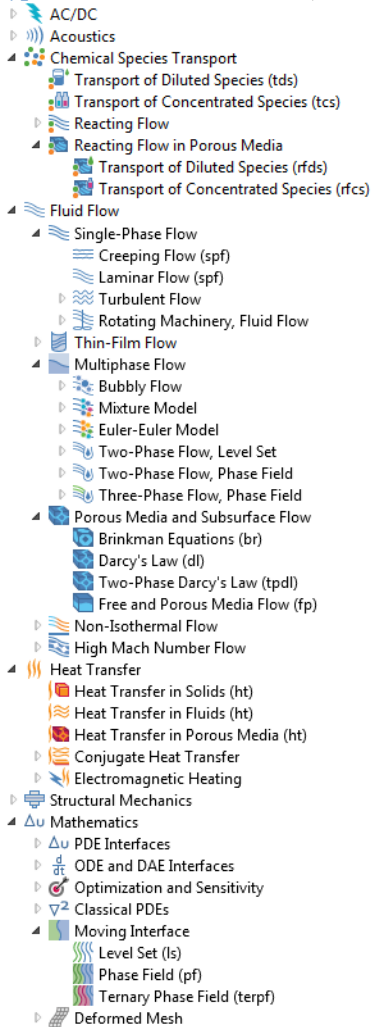 AC/DC
Acoustics
Chemical Species Transport
Transport of Diluted Species (tds)
Transport of Concentrated Species (tcs)
Reacting Flow
Reacting Flow in Porous Media
Transport of Diluted Species (rfds)
Transport of Concentrated Species (rfcs)
Fluid Flow
Single-Phase Flow
Creeping Flow (spf)
Laminar Flow (spf)
Turbulent Flow
Rotating Machinery, Fluid Flow
Thin-Film Flow
Multiphase Flow
Bubbly Flow
Mixture Model
Euler-Euler Model
Two-Phase Flow, Level Set
Two-Phase Flow, Phase Field
Three-Phase Flow, Phase Field
Porous Media and Subsurface Flow
Brinkman Equations (br)
Darcy's Law (dl)
Two-Phase Darcy's Law (tpdl)
Free and Porous Media Flow (fp)
Non-Isothermal Flow
High Mach Number Flow
Heat Transfer
Heat Transfer in Solids (ht)
Heat Transfer in Fluids (ht)
Heat Transfer in Porous Media (ht)
Conjugate Heat Transfer
Electromagnetic Heating
Structural Mechanics
Δu Mathematics
Δu PDE Interfaces
d/dt ODE and DAE Interfaces
Optimization and Sensitivity
∇² Classical PDEs
Moving Interface
Level Set (ls)
Phase Field (pf)
Ternary Phase Field (terpf)
Deformed Mesh